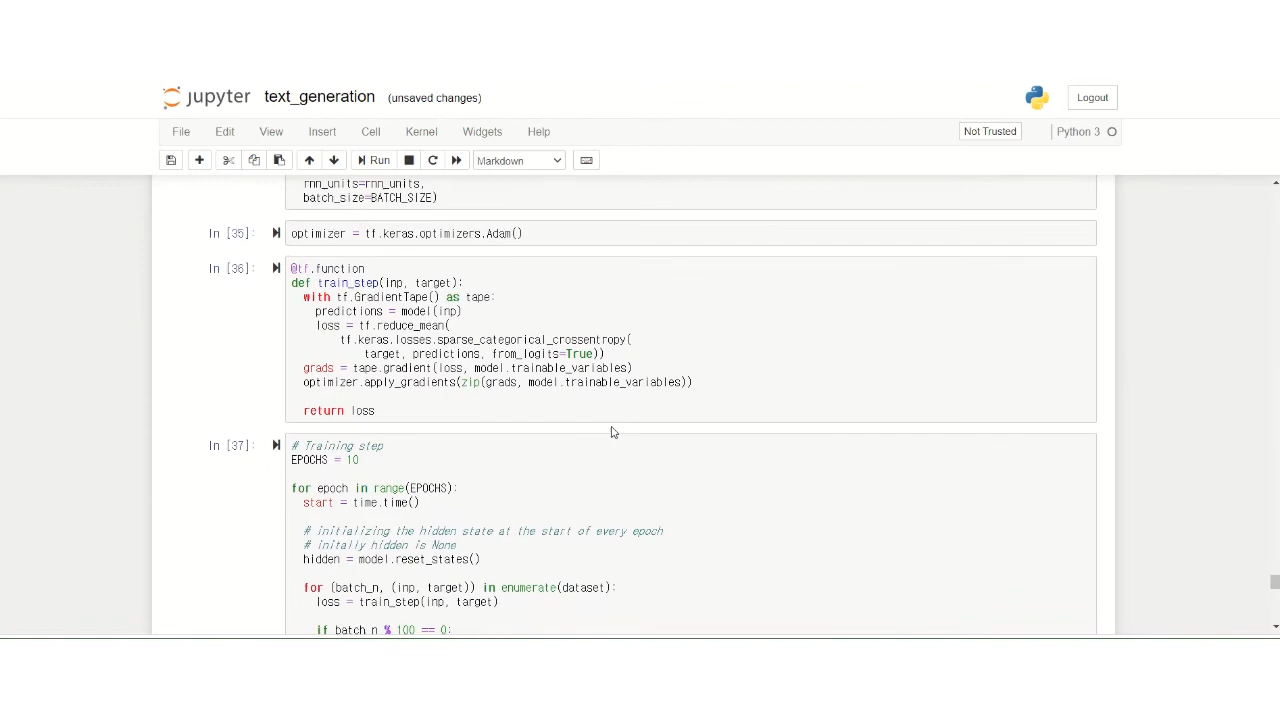 jupyter text_generation (unsaved changes) Logout
File Edit View Insert Cell Kernel Widgets Help Not Trusted Python 3
Run Markdown
rnn_units=rnn_units,
batch_size=BATCH_SIZE)
In [35]: optimizer = tf.keras.optimizers.Adam()
In [36]: @tf.function
def train_step(inp, target):
with tf.GradientTape() as tape:
predictions = model(inp)
loss = tf.reduce_mean(
tf.keras.losses.sparse_categorical_crossentropy(
target, predictions, from_logits=True))
grads = tape.gradient(loss, model.trainable_variables)
optimizer.apply_gradients(zip(grads, model.trainable_variables))
return loss
In [37]: # Training step
EPOCHS = 10
for epoch in range(EPOCHS):
start = time.time()
# initializing the hidden state at the start of every epoch
# initally hidden is None
hidden = model.reset_states()
for (batch_n, (inp, target)) in enumerate(dataset):
loss = train_step(inp, target)
if batch_n % 100 == 0: